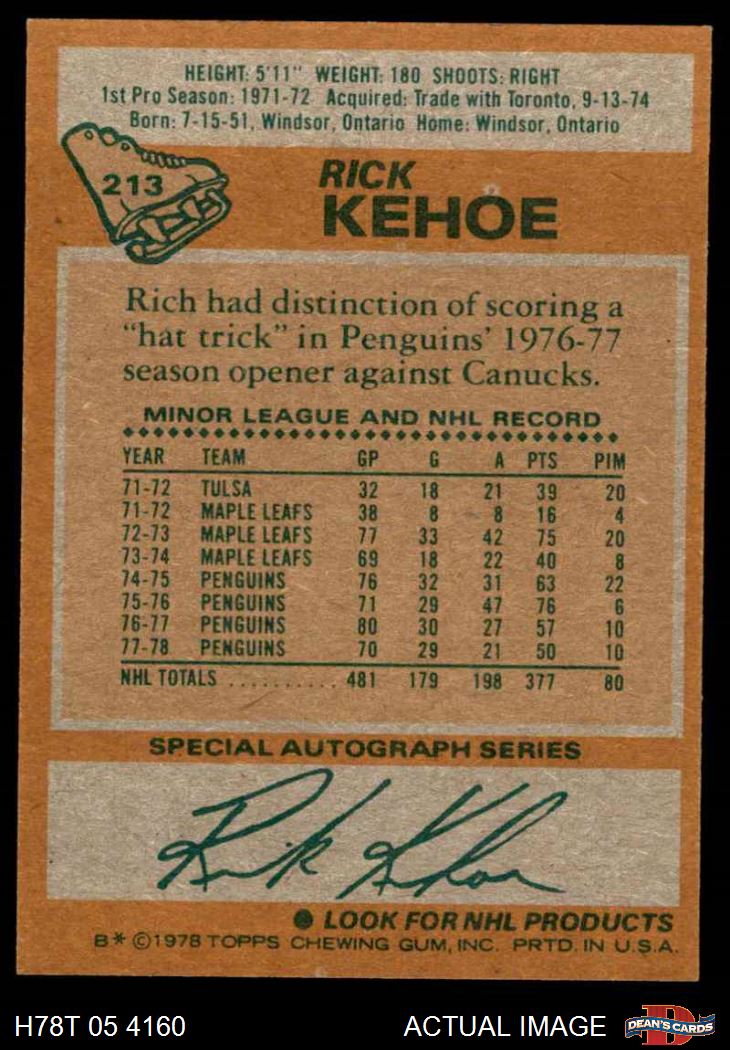 HEIGHT: 5'11" WEIGHT: 180 SHOOTS: RIGHT
1st Pro Season: 1971-72 Acquired: Trade with Toronto, 9-13-74
Born: 7-15-51, Windsor, Ontario Home: Windsor, Ontario
213
RICK
KEHOE
Rich had distinction of scoring a
"hat trick" in Penguins' 1976-77
season opener against Canucks.
MINOR LEAGUE AND NHL RECORD
YEAR TEAM GP G A PTS PIM
71-72 TULSA 32 18 21 39 20
71-72 MAPLE LEAFS 38 8 8 16 4
72-73 MAPLE LEAFS 77 33 42 75 20
73-74 MAPLE LEAFS 69 18 22 40 8
74-75 PENGUINS 76 32 31 63 22
75-76 PENGUINS 71 29 47 76 6
76-77 PENGUINS 80 30 27 57 10
77-78 PENGUINS 70 29 21 50 10
NHL TOTALS .......... 481 179 198 377 80
SPECIAL AUTOGRAPH SERIES
Rick Kehoe
● LOOK FOR NHL PRODUCTS
B* ©1978 TOPPS CHEWING GUM, INC. PRTD. IN U.S.A.
H78T 05 4160 ACTUAL IMAGE D DEAN'S CARDS